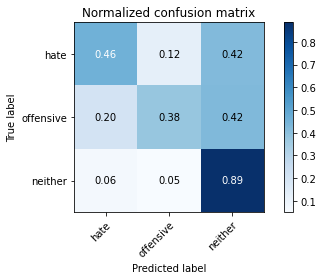 Normalized confusion matrix
True label
hate
0.46 0.12 0.42
offensive
0.20 0.38 0.42
neither
0.06 0.05 0.89
hate offensive neither
Predicted label
0.8
0.7
0.6
0.5
0.4
0.3
0.2
0.1